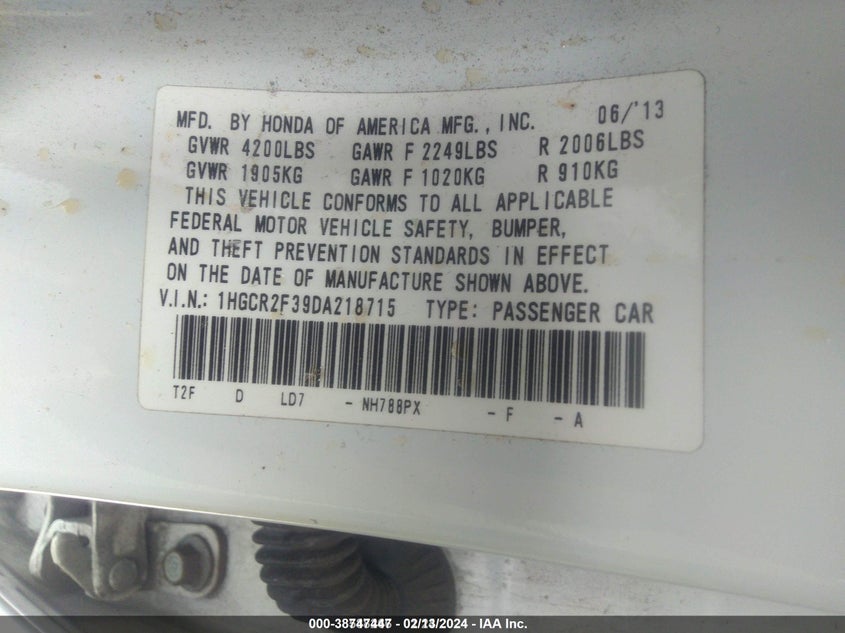 MFD. BY HONDA OF AMERICA MFG., INC. 06/'13
GVWR 4200LBS GAWR F 2249LBS R 2006LBS
GVWR 1905KG GAWR F 1020KG R 910KG
THIS VEHICLE CONFORMS TO ALL APPLICABLE
FEDERAL MOTOR VEHICLE SAFETY, BUMPER,
AND THEFT PREVENTION STANDARDS IN EFFECT
ON THE DATE OF MANUFACTURE SHOWN ABOVE.
V.I.N.: 1HGCR2F39DA218715 TYPE: PASSENGER CAR
T2F D LD7 - NH788PX - F - A
- IAA Inc.